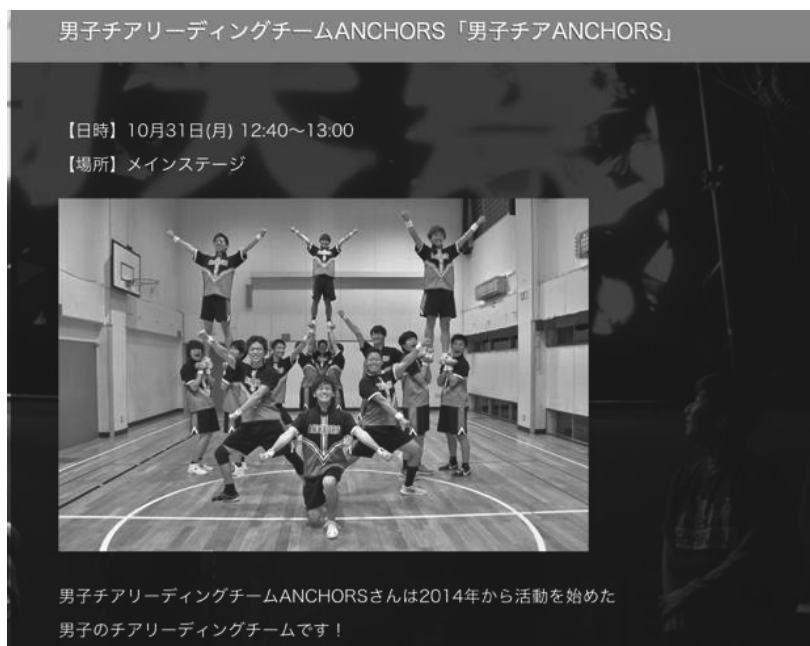 男子チアリーディングチームANCHORS「男子チアANCHORS」
【日時】10月31日(月) 12:40～13:00
【場所】メインステージ
ANCHORS
男子チアリーディングチームANCHORSさんは2014年から活動を始めた
男子のチアリーディングチームです！